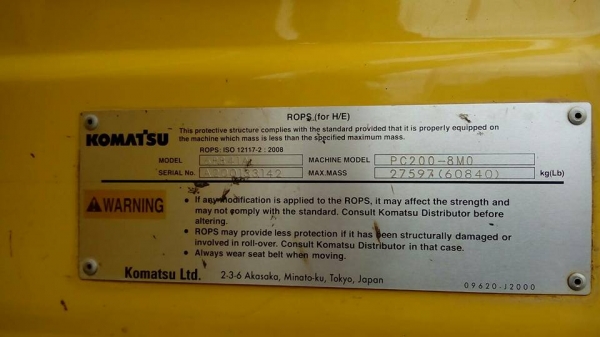 ROPS (for H/E)
KOMATSU
This protective structure complies with the standard provided that it is properly equipped on
the machine which mass is less than the specified maximum mass.
ROPS: ISO 12117-2 : 2008
MODEL MACHINE MODEL PC200-8M0
SERIAL No. MAX.MASS 27597(60840) kg(Lb)
WARNING
• If any modification is applied to the ROPS, it may affect the strength and
may not comply with the standard. Consult Komatsu Distributor before
altering.
• ROPS may provide less protection if it has been structurally damaged or
involved in roll-over. Consult Komatsu Distributor in that case.
• Always wear seat belt when moving.
Komatsu Ltd. 2-3-6 Akasaka, Minato-ku, Tokyo, Japan
09620-J2000